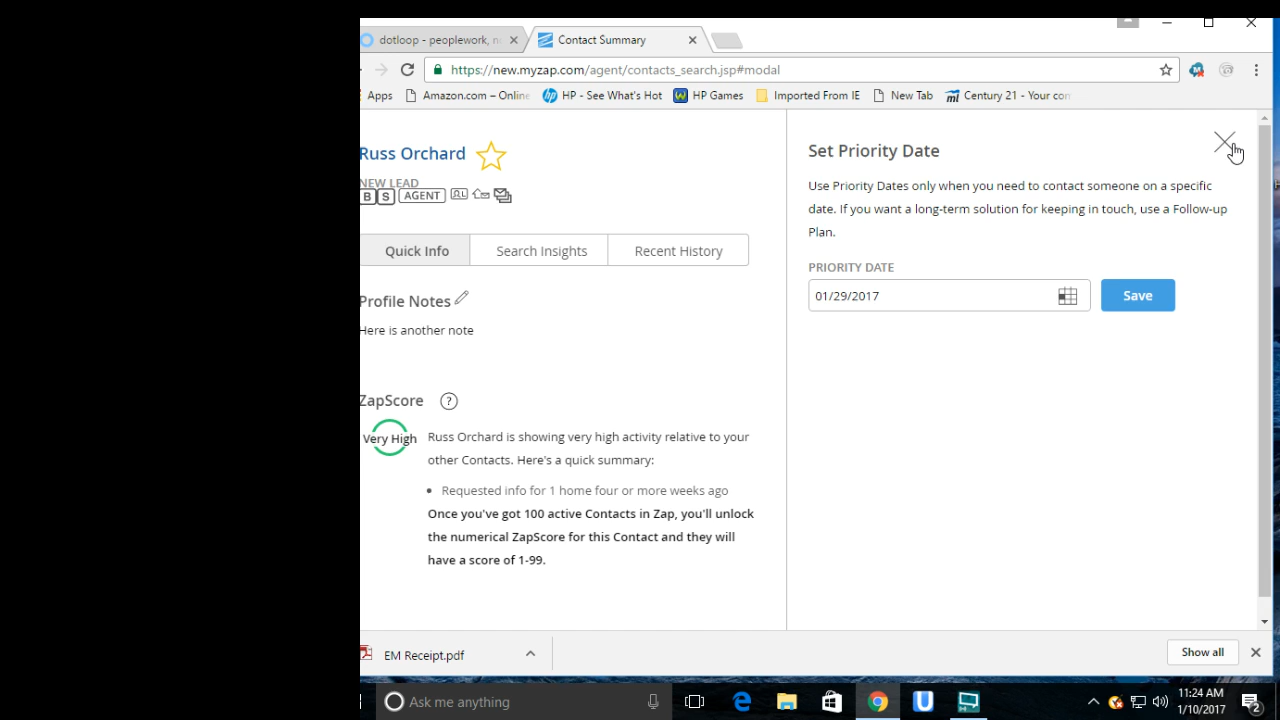 dotloop - peoplework, n
Contact Summary
https://new.myzap.com/agent/contacts_search.jsp#modal
Apps
Amazon.com – Online
HP - See What's Hot
HP Games
Imported From IE
New Tab
Century 21 - Your con
Russ Orchard
NEW LEAD
B S AGENT
Quick Info
Search Insights
Recent History
Profile Notes
Here is another note
ZapScore ?
Very High
Russ Orchard is showing very high activity relative to your
other Contacts. Here's a quick summary:
• Requested info for 1 home four or more weeks ago
Once you've got 100 active Contacts in Zap, you'll unlock
the numerical ZapScore for this Contact and they will
have a score of 1-99.
Set Priority Date
Use Priority Dates only when you need to contact someone on a specific
date. If you want a long-term solution for keeping in touch, use a Follow-up
Plan.
PRIORITY DATE
01/29/2017
Save
EM Receipt.pdf
Show all
Ask me anything
11:24 AM
1/10/2017
2